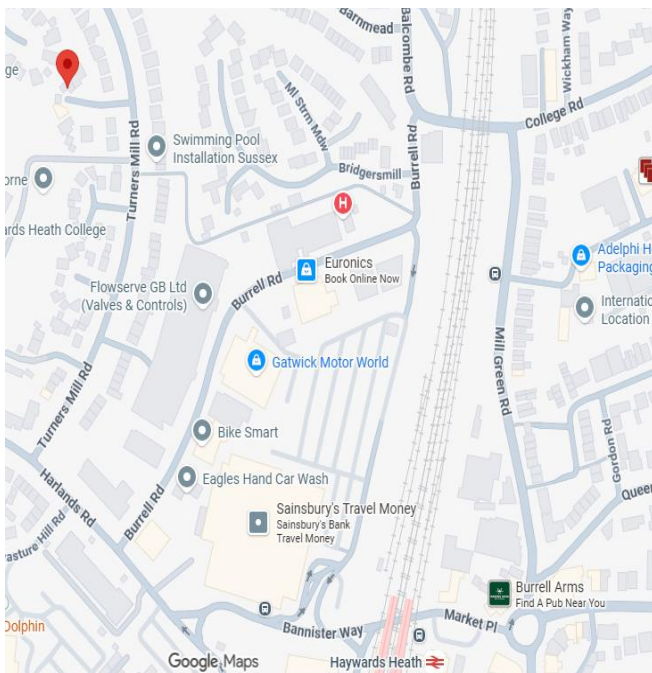 Barnmead
Balcombe Rd
Wickham Way
ge
College Rd
Swimming Pool
Installation Sussex
Turners Mill Rd
Ml Strm Mdw
Burrell Rd
Bridgersmill
orne
H
ards Heath College
Adelphi H
Packaging
Euronics
Book Online Now
Flowserve GB Ltd
(Valves & Controls)
Burrell Rd
Internatio
Location
Mill Green Rd
Gatwick Motor World
Turners Mill Rd
Bike Smart
Gordon Rd
Eagles Hand Car Wash
Harlands Rd
Burrell Rd
Queen
Sainsbury's Travel Money
Sainsbury's Bank
Travel Money
asture Hill Rd
Burrell Arms
Find A Pub Near You
Market Pl
Dolphin
Bannister Way
Google Maps
Haywards Heath